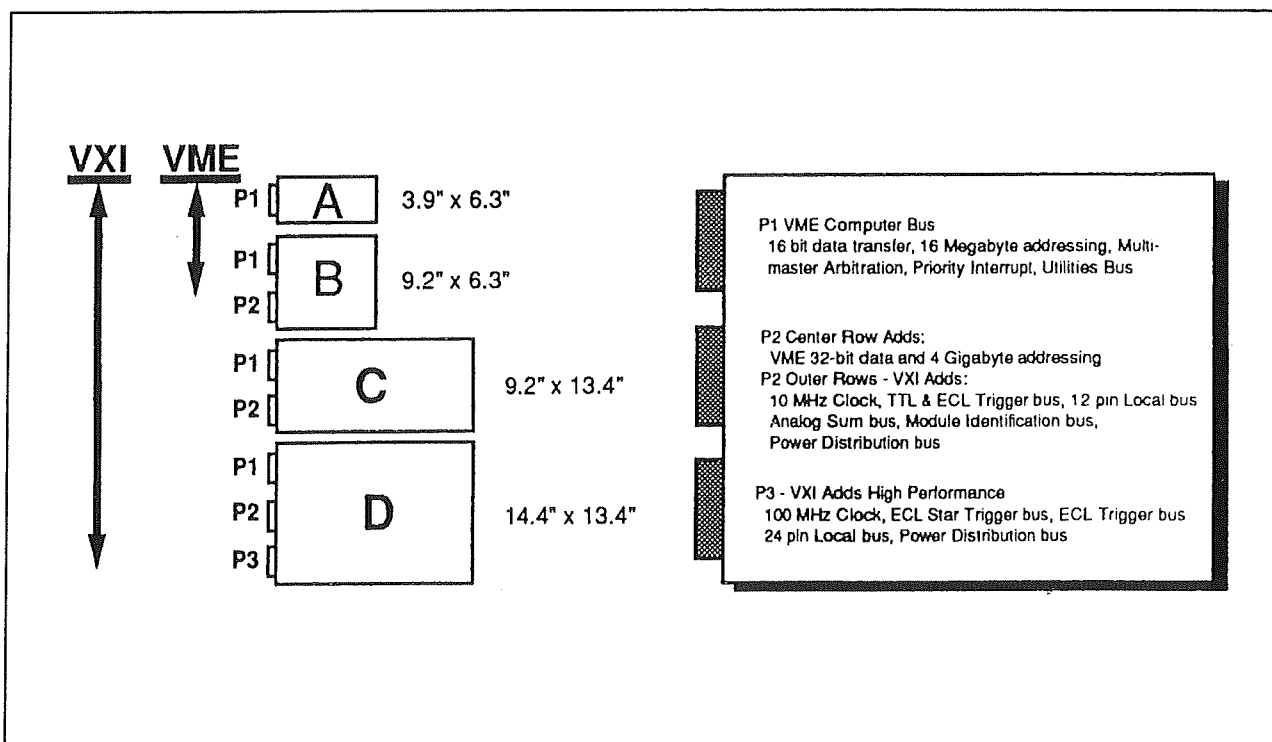 VXI VME
P1 A 3.9" x 6.3"
P1
B 9.2" x 6.3"
P2
P1
C 9.2" x 13.4"
P2
P1
P2 D 14.4" x 13.4"
P3
P1 VME Computer Bus
16 bit data transfer, 16 Megabyte addressing, Multi-
master Arbitration, Priority Interrupt, Utilities Bus
P2 Center Row Adds:
VME 32-bit data and 4 Gigabyte addressing
P2 Outer Rows - VXI Adds:
10 MHz Clock, TTL & ECL Trigger bus, 12 pin Local bus
Analog Sum bus, Module Identification bus,
Power Distribution bus
P3 - VXI Adds High Performance
100 MHz Clock, ECL Star Trigger bus, ECL Trigger bus
24 pin Local bus, Power Distribution bus